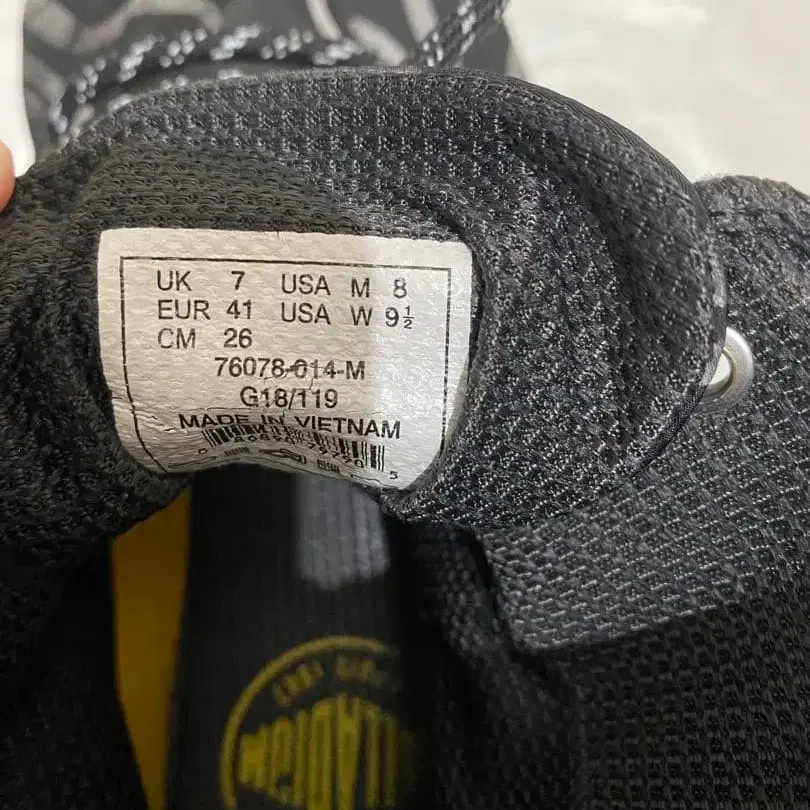 UK 7 USA M 8
EUR 41 USA W 9½
CM 26
76078-014-M
G18/119
MADE IN VIETNAM